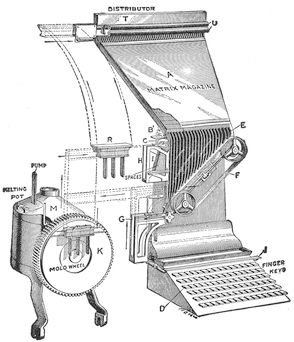 DISTRIBUTOR
T
U
A
MATRIX MAGAZINE
B
C
E
R
H
SPACES
F
PUMP
MELTING
POT
M
G
K
MOLD WHEEL
J
FINGER
KEYS
D